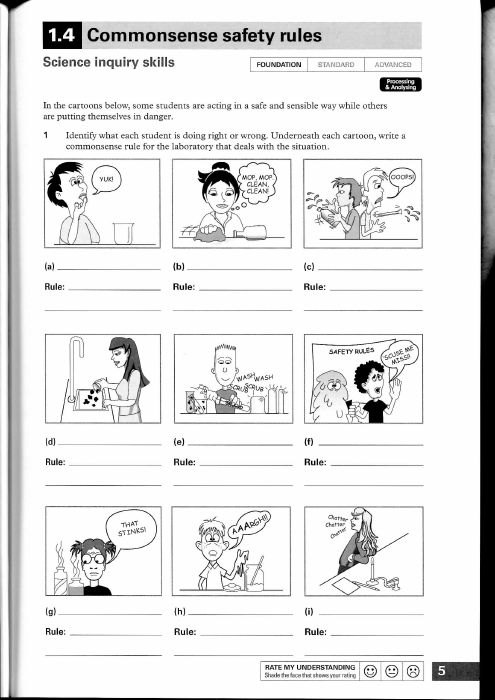 1.4 Commonsense safety rules
Science inquiry skills
FOUNDATION STANDARD ADVANCED
Processing
& Analysing
In the cartoons below, some students are acting in a safe and sensible way while others
are putting themselves in danger.
1 Identify what each student is doing right or wrong. Underneath each cartoon, write a
commonsense rule for the laboratory that deals with the situation.
YUK!
MOP, MOP
CLEAN,
CLEAN!
OOOPS!
(a) (b) (c)
Rule: Rule: Rule:
WASH WASH
SCRUB SCRUB
SAFETY RULES
'SCUSE ME
MISS!!
(d) (e) (f)
Rule: Rule: Rule:
THAT
STINKS!
AAARGH!!
Chatter
Chatter
Chatter
(g) (h) (i)
Rule: Rule: Rule:
RATE MY UNDERSTANDING
Shade the face that shows your rating
5